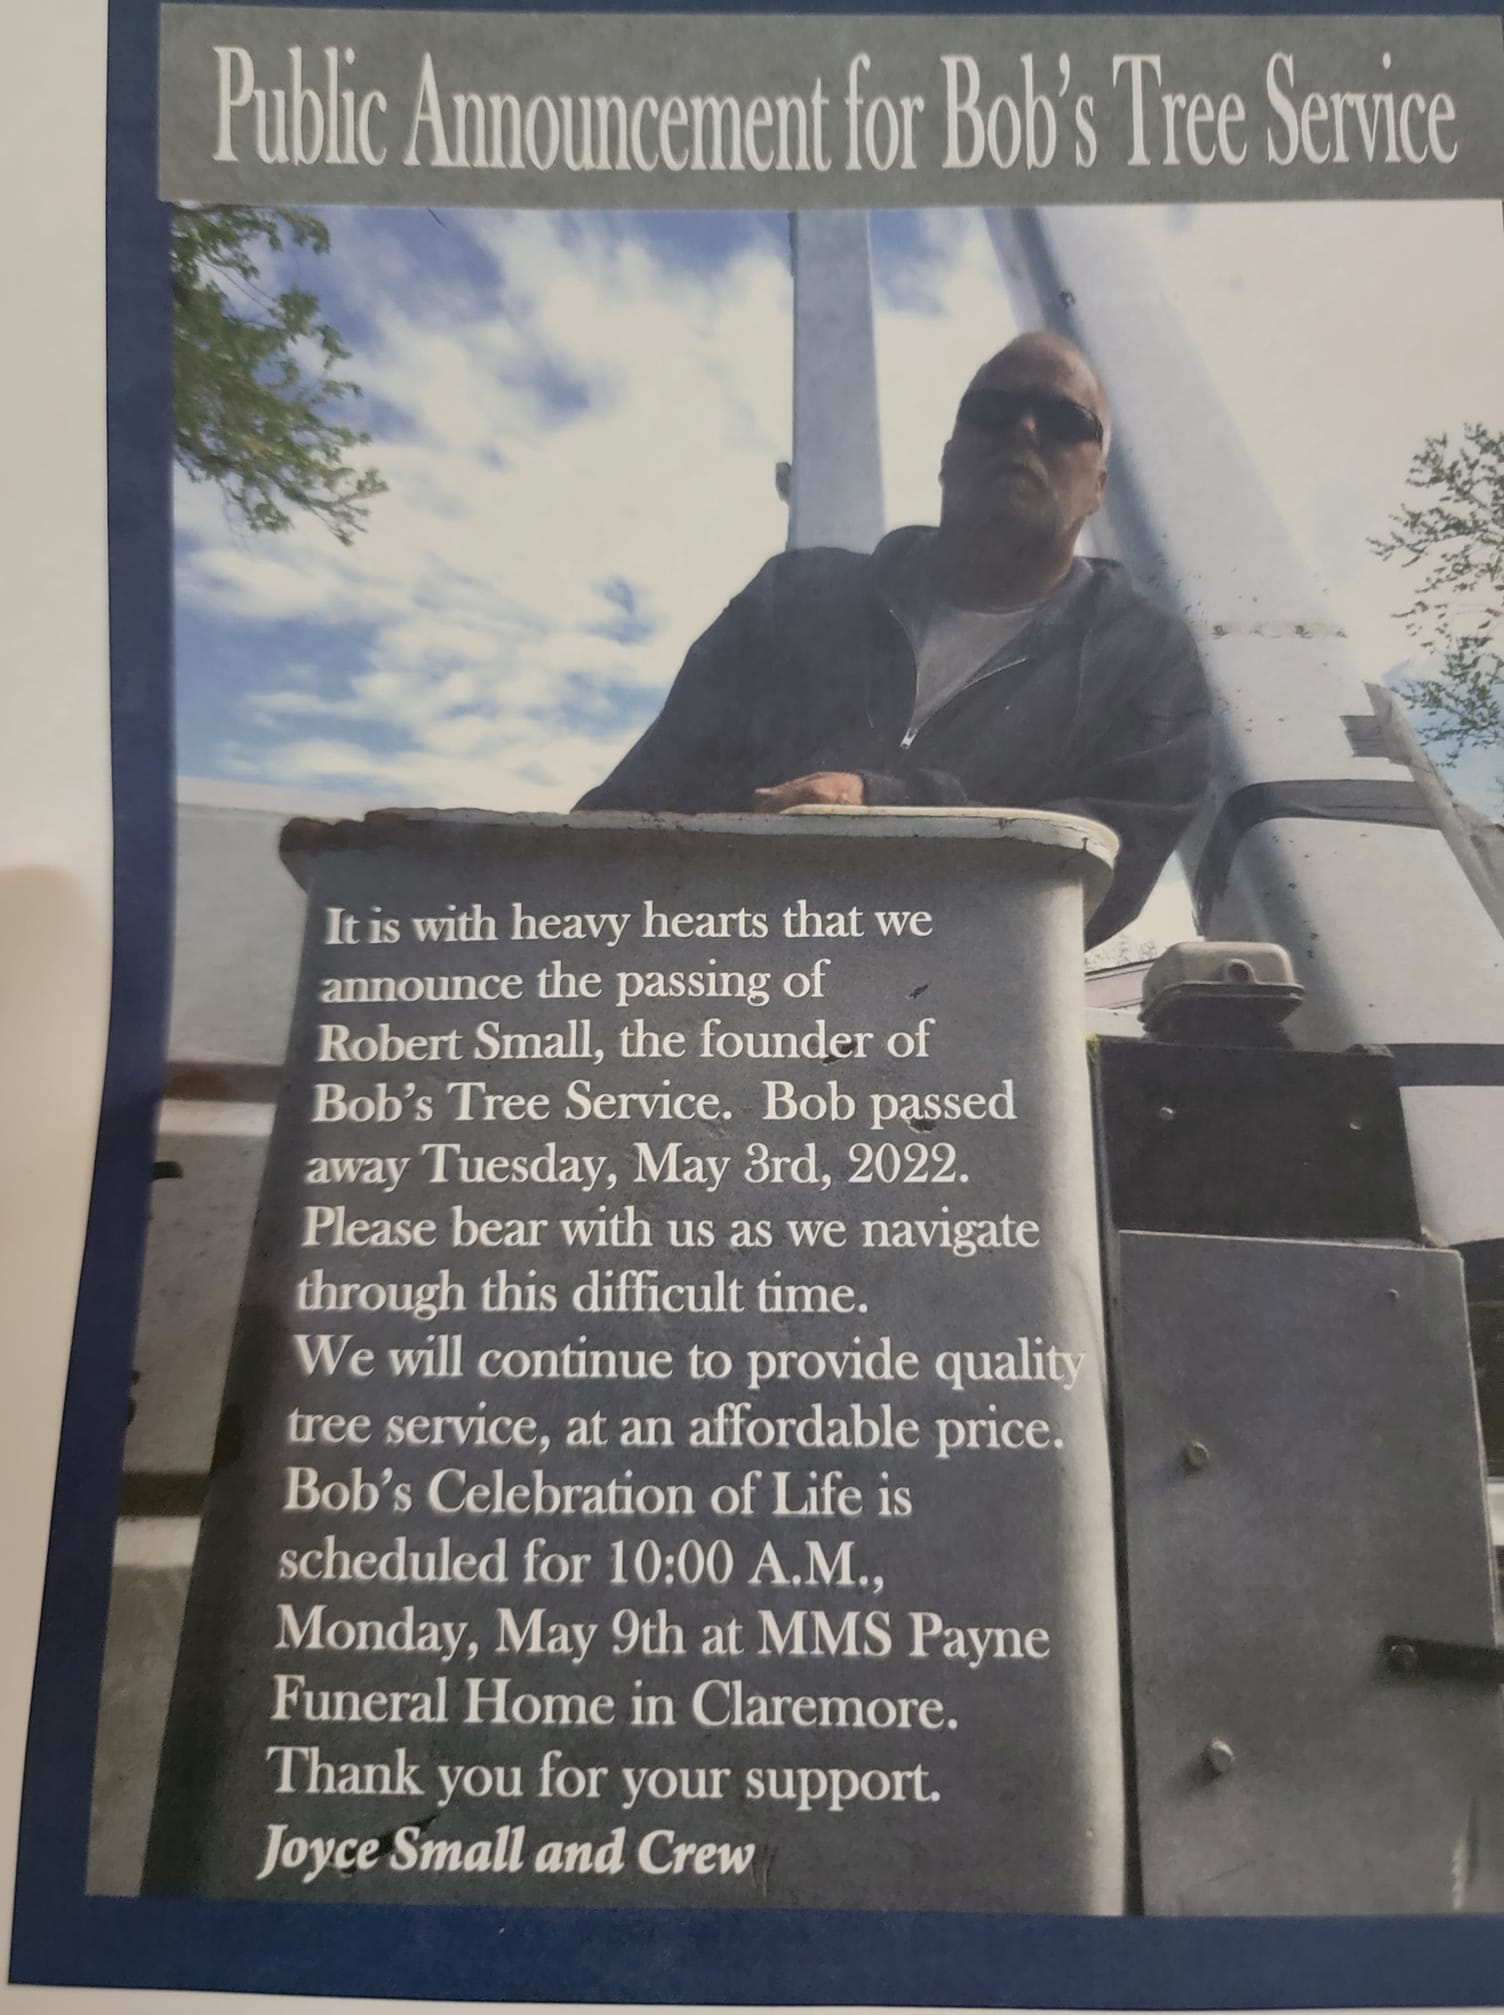 Public Announcement for Bob's Tree Service
It is with heavy hearts that we
announce the passing of
Robert Small, the founder of
Bob's Tree Service.  Bob passed
away Tuesday, May 3rd, 2022.
Please bear with us as we navigate
through this difficult time.
We will continue to provide quality
tree service, at an affordable price.
Bob's Celebration of Life is
scheduled for 10:00 A.M.,
Monday, May 9th at MMS Payne
Funeral Home in Claremore.
Thank you for your support.
Joyce Small and Crew